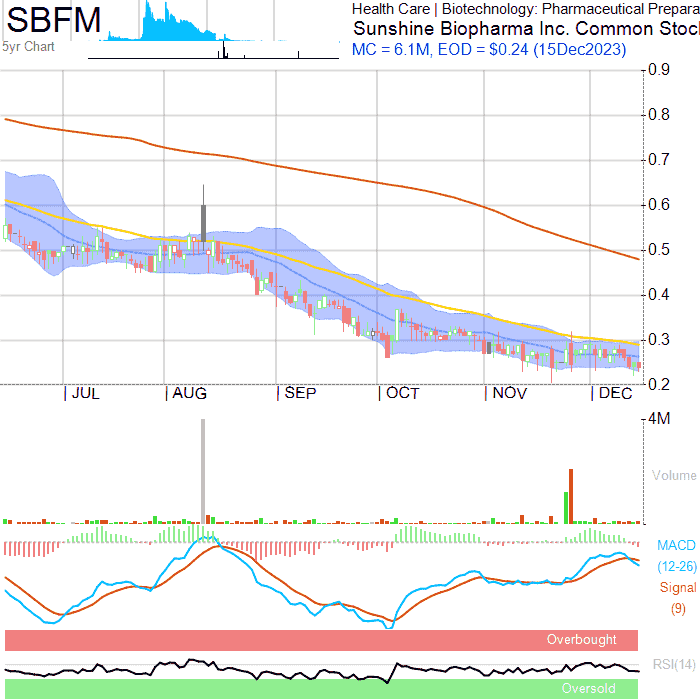 SBFM
5yr Chart
Health Care | Biotechnology: Pharmaceutical Prepara
Sunshine Biopharma Inc. Common Stoc
MC = 6.1M, EOD = $0.24 (15Dec2023)
0.9
0.8
0.7
0.6
0.5
0.4
0.3
0.2
JUL AUG SEP OCT NOV DEC
4M
Volume
MACD
(12-26)
Signal
(9)
Overbought
RSI(14)
Oversold